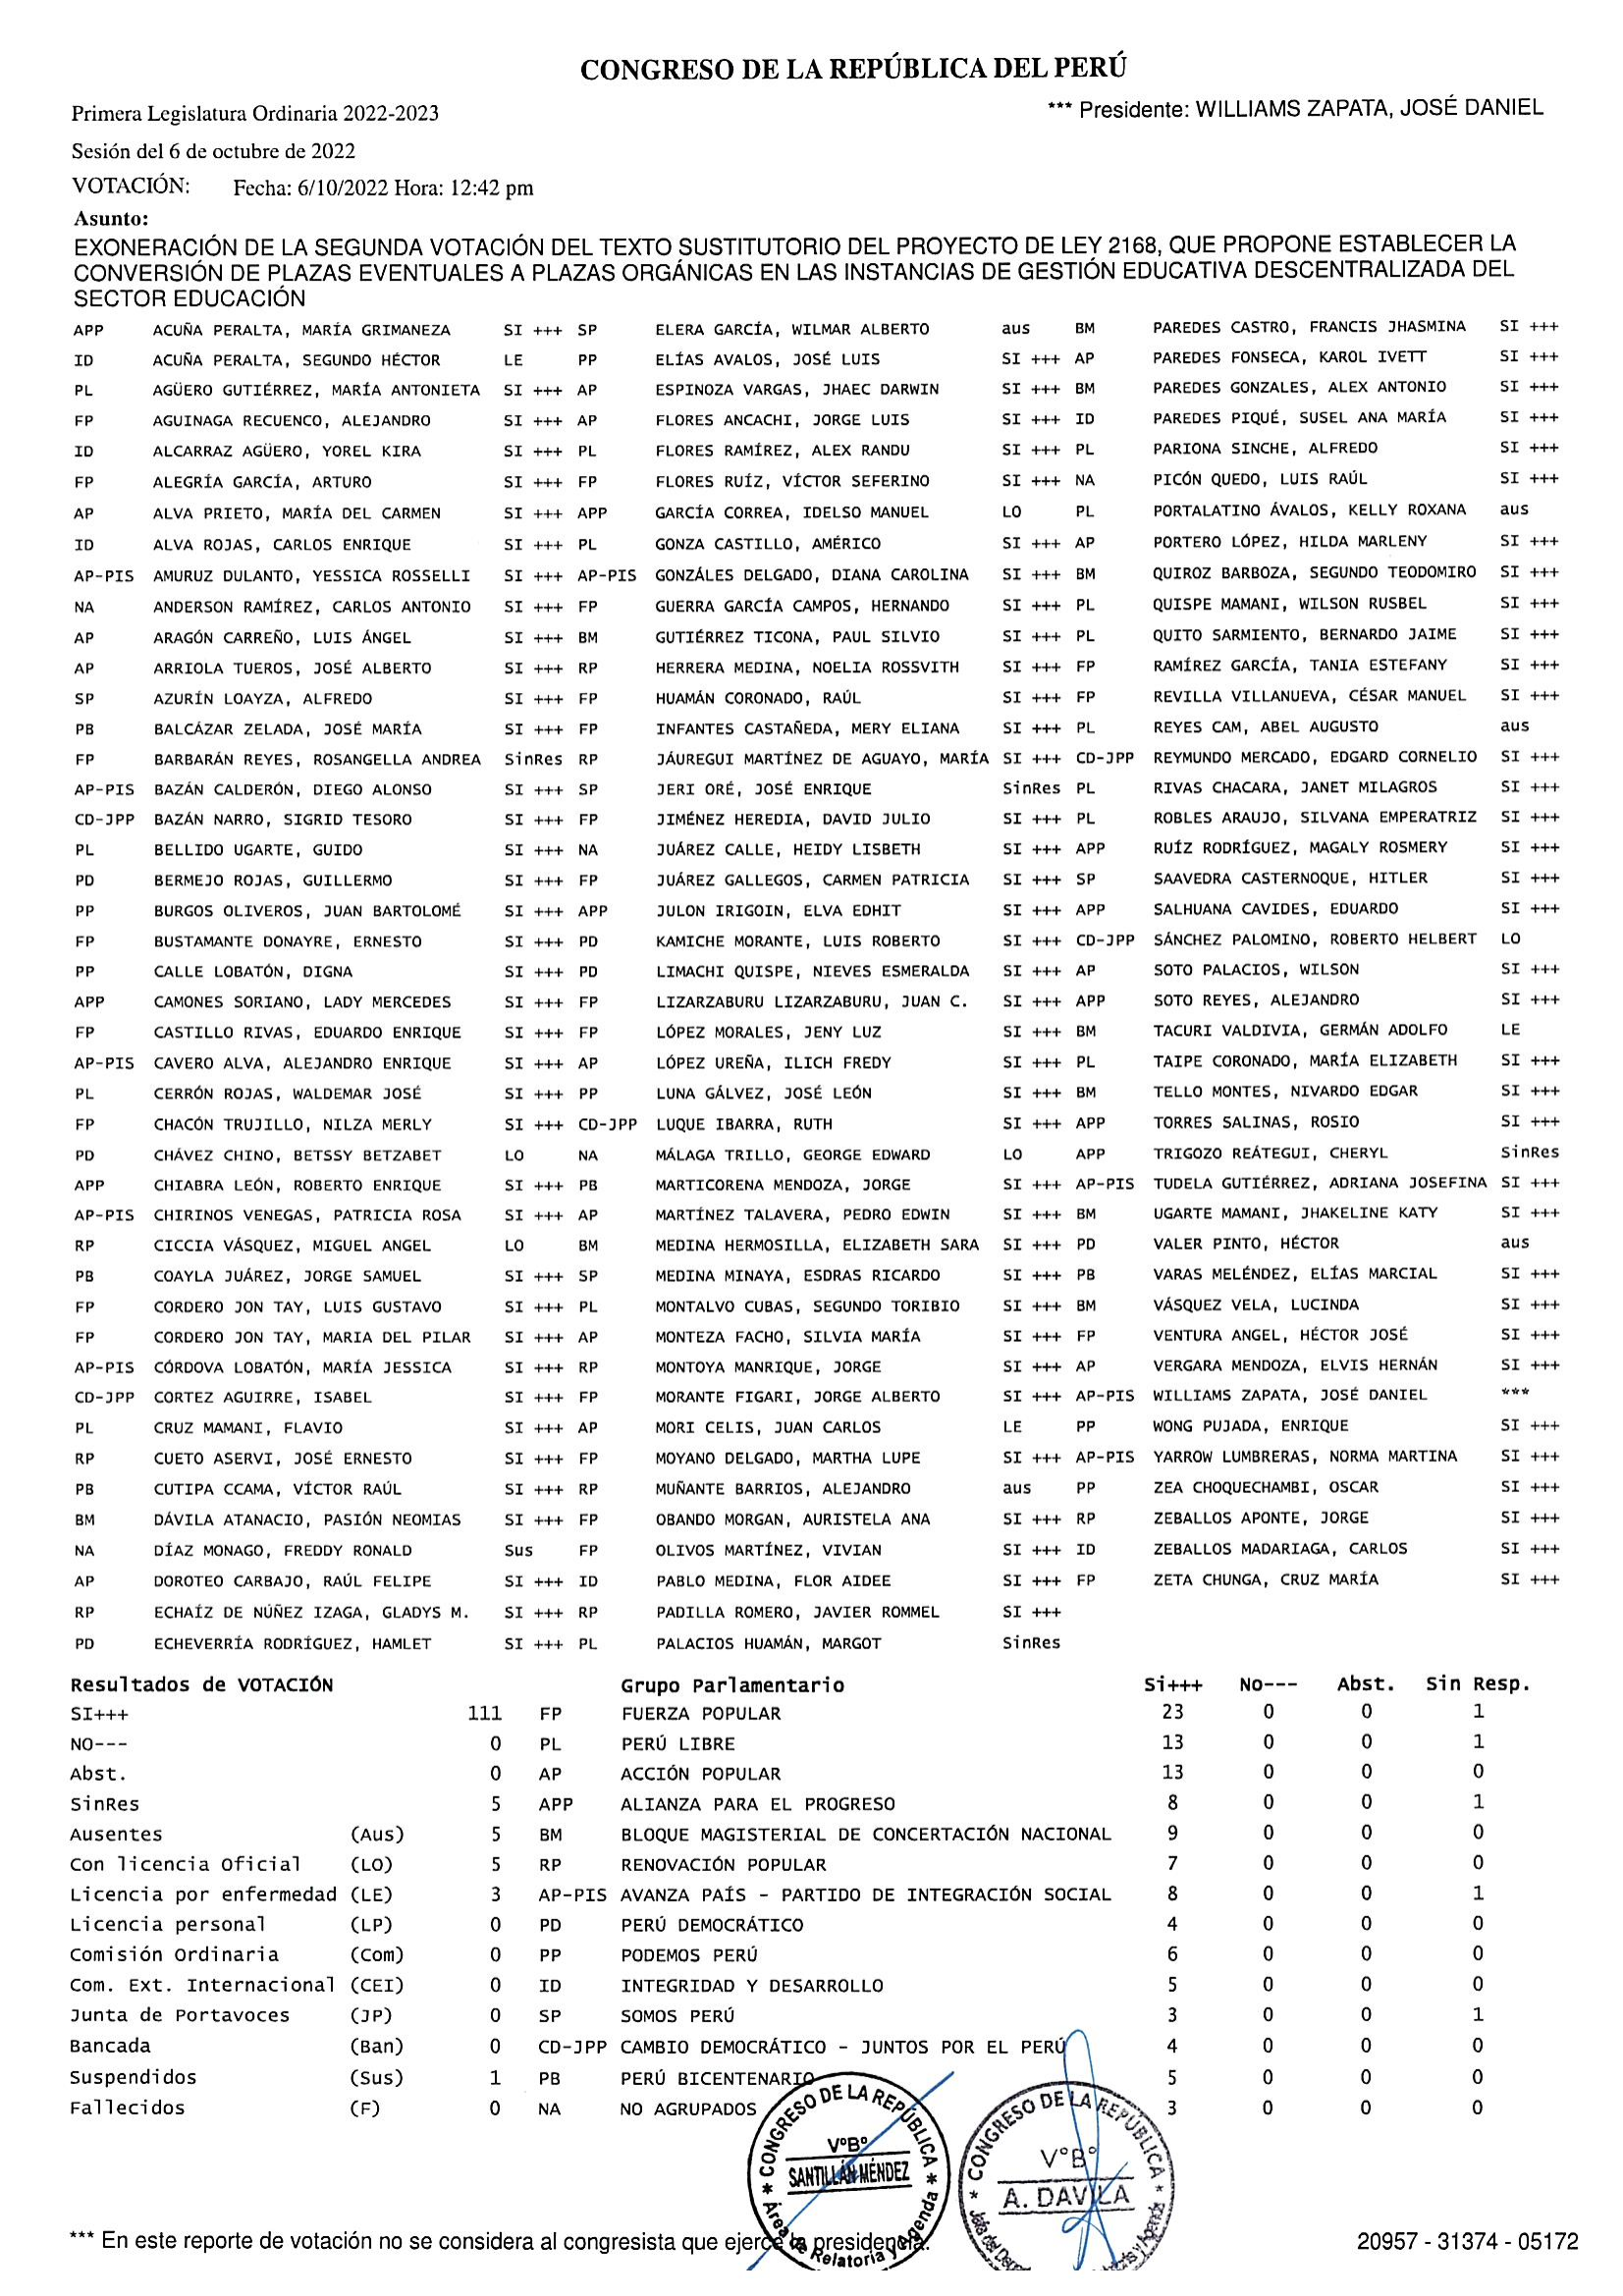 CONGRESO DE LA REPÚBLICA DEL PERÚ
Primera Legislatura Ordinaria 2022-2023 *** Presidente: WILLIAMS ZAPATA, JOSÉ DANIEL
Sesión del 6 de octubre de 2022
VOTACIÓN: Fecha: 6/10/2022 Hora: 12:42 pm
Asunto:
EXONERACIÓN DE LA SEGUNDA VOTACIÓN DEL TEXTO SUSTITUTORIO DEL PROYECTO DE LEY 2168, QUE PROPONE ESTABLECER LA
CONVERSIÓN DE PLAZAS EVENTUALES A PLAZAS ORGÁNICAS EN LAS INSTANCIAS DE GESTIÓN EDUCATIVA DESCENTRALIZADA DEL
SECTOR EDUCACIÓN
APP ACUÑA PERALTA, MARÍA GRIMANEZA SI +++ SP ELERA GARCÍA, WILMAR ALBERTO aus BM PAREDES CASTRO, FRANCIS JHASMINA SI +++
ID ACUÑA PERALTA, SEGUNDO HÉCTOR LE PP ELÍAS AVALOS, JOSÉ LUIS SI +++ AP PAREDES FONSECA, KAROL IVETT SI +++
PL AGÜERO GUTIÉRREZ, MARÍA ANTONIETA SI +++ AP ESPINOZA VARGAS, JHAEC DARWIN SI +++ BM PAREDES GONZALES, ALEX ANTONIO SI +++
FP AGUINAGA RECUENCO, ALEJANDRO SI +++ AP FLORES ANCACHI, JORGE LUIS SI +++ ID PAREDES PIQUÉ, SUSEL ANA MARÍA SI +++
ID ALCARRAZ AGÜERO, YOREL KIRA SI +++ PL FLORES RAMÍREZ, ALEX RANDU SI +++ PL PARIONA SINCHE, ALFREDO SI +++
FP ALEGRÍA GARCÍA, ARTURO SI +++ FP FLORES RUÍZ, VÍCTOR SEFERINO SI +++ NA PICÓN QUEDO, LUIS RAÚL SI +++
AP ALVA PRIETO, MARÍA DEL CARMEN SI +++ APP GARCÍA CORREA, IDELSO MANUEL LO PL PORTALATINO ÁVALOS, KELLY ROXANA aus
ID ALVA ROJAS, CARLOS ENRIQUE SI +++ PL GONZA CASTILLO, AMÉRICO SI +++ AP PORTERO LÓPEZ, HILDA MARLENY SI +++
AP-PIS AMURUZ DULANTO, YESSICA ROSSELLI SI +++ AP-PIS GONZÁLES DELGADO, DIANA CAROLINA SI +++ BM QUIROZ BARBOZA, SEGUNDO TEODOMIRO SI +++
NA ANDERSON RAMÍREZ, CARLOS ANTONIO SI +++ FP GUERRA GARCÍA CAMPOS, HERNANDO SI +++ PL QUISPE MAMANI, WILSON RUSBEL SI +++
AP ARAGÓN CARREÑO, LUIS ÁNGEL SI +++ BM GUTIÉRREZ TICONA, PAUL SILVIO SI +++ PL QUITO SARMIENTO, BERNARDO JAIME SI +++
AP ARRIOLA TUEROS, JOSÉ ALBERTO SI +++ RP HERRERA MEDINA, NOELIA ROSSVITH SI +++ FP RAMÍREZ GARCÍA, TANIA ESTEFANY SI +++
SP AZURÍN LOAYZA, ALFREDO SI +++ FP HUAMÁN CORONADO, RAÚL SI +++ FP REVILLA VILLANUEVA, CÉSAR MANUEL SI +++
PB BALCÁZAR ZELADA, JOSÉ MARÍA SI +++ FP INFANTES CASTAÑEDA, MERY ELIANA SI +++ PL REYES CAM, ABEL AUGUSTO aus
FP BARBARÁN REYES, ROSANGELLA ANDREA SinRes RP JÁUREGUI MARTÍNEZ DE AGUAYO, MARÍA SI +++ CD-JPP REYMUNDO MERCADO, EDGARD CORNELIO SI +++
AP-PIS BAZÁN CALDERÓN, DIEGO ALONSO SI +++ SP JERI ORÉ, JOSÉ ENRIQUE SinRes PL RIVAS CHACARA, JANET MILAGROS SI +++
CD-JPP BAZÁN NARRO, SIGRID TESORO SI +++ FP JIMÉNEZ HEREDIA, DAVID JULIO SI +++ PL ROBLES ARAUJO, SILVANA EMPERATRIZ SI +++
PL BELLIDO UGARTE, GUIDO SI +++ NA JUÁREZ CALLE, HEIDY LISBETH SI +++ APP RUÍZ RODRÍGUEZ, MAGALY ROSMERY SI +++
PD BERMEJO ROJAS, GUILLERMO SI +++ FP JUÁREZ GALLEGOS, CARMEN PATRICIA SI +++ SP SAAVEDRA CASTERNOQUE, HITLER SI +++
PP BURGOS OLIVEROS, JUAN BARTOLOMÉ SI +++ APP JULON IRIGOIN, ELVA EDHIT SI +++ APP SALHUANA CAVIDES, EDUARDO SI +++
FP BUSTAMANTE DONAYRE, ERNESTO SI +++ PD KAMICHE MORANTE, LUIS ROBERTO SI +++ CD-JPP SÁNCHEZ PALOMINO, ROBERTO HELBERT LO
PP CALLE LOBATÓN, DIGNA SI +++ PD LIMACHI QUISPE, NIEVES ESMERALDA SI +++ AP SOTO PALACIOS, WILSON SI +++
APP CAMONES SORIANO, LADY MERCEDES SI +++ FP LIZARZABURU LIZARZABURU, JUAN C. SI +++ APP SOTO REYES, ALEJANDRO SI +++
FP CASTILLO RIVAS, EDUARDO ENRIQUE SI +++ FP LÓPEZ MORALES, JENY LUZ SI +++ BM TACURI VALDIVIA, GERMÁN ADOLFO LE
AP-PIS CAVERO ALVA, ALEJANDRO ENRIQUE SI +++ AP LÓPEZ UREÑA, ILICH FREDY SI +++ PL TAIPE CORONADO, MARÍA ELIZABETH SI +++
PL CERRÓN ROJAS, WALDEMAR JOSÉ SI +++ PP LUNA GÁLVEZ, JOSÉ LEÓN SI +++ BM TELLO MONTES, NIVARDO EDGAR SI +++
FP CHACÓN TRUJILLO, NILZA MERLY SI +++ CD-JPP LUQUE IBARRA, RUTH SI +++ APP TORRES SALINAS, ROSIO SI +++
PD CHÁVEZ CHINO, BETSSY BETZABET LO NA MÁLAGA TRILLO, GEORGE EDWARD LO APP TRIGOZO REÁTEGUI, CHERYL SinRes
APP CHIABRA LEÓN, ROBERTO ENRIQUE SI +++ PB MARTICORENA MENDOZA, JORGE SI +++ AP-PIS TUDELA GUTIÉRREZ, ADRIANA JOSEFINA SI +++
AP-PIS CHIRINOS VENEGAS, PATRICIA ROSA SI +++ AP MARTÍNEZ TALAVERA, PEDRO EDWIN SI +++ BM UGARTE MAMANI, JHAKELINE KATY SI +++
RP CICCIA VÁSQUEZ, MIGUEL ANGEL LO BM MEDINA HERMOSILLA, ELIZABETH SARA SI +++ PD VALER PINTO, HÉCTOR aus
PB COAYLA JUÁREZ, JORGE SAMUEL SI +++ SP MEDINA MINAYA, ESDRAS RICARDO SI +++ PB VARAS MELÉNDEZ, ELÍAS MARCIAL SI +++
FP CORDERO JON TAY, LUIS GUSTAVO SI +++ PL MONTALVO CUBAS, SEGUNDO TORIBIO SI +++ BM VÁSQUEZ VELA, LUCINDA SI +++
FP CORDERO JON TAY, MARIA DEL PILAR SI +++ AP MONTEZA FACHO, SILVIA MARÍA SI +++ FP VENTURA ANGEL, HÉCTOR JOSÉ SI +++
AP-PIS CÓRDOVA LOBATÓN, MARÍA JESSICA SI +++ RP MONTOYA MANRIQUE, JORGE SI +++ AP VERGARA MENDOZA, ELVIS HERNÁN SI +++
CD-JPP CORTEZ AGUIRRE, ISABEL SI +++ FP MORANTE FIGARI, JORGE ALBERTO SI +++ AP-PIS WILLIAMS ZAPATA, JOSÉ DANIEL ***
PL CRUZ MAMANI, FLAVIO SI +++ AP MORI CELIS, JUAN CARLOS LE PP WONG PUJADA, ENRIQUE SI +++
RP CUETO ASERVI, JOSÉ ERNESTO SI +++ FP MOYANO DELGADO, MARTHA LUPE SI +++ AP-PIS YARROW LUMBRERAS, NORMA MARTINA SI +++
PB CUTIPA CCAMA, VÍCTOR RAÚL SI +++ RP MUÑANTE BARRIOS, ALEJANDRO aus PP ZEA CHOQUECHAMBI, OSCAR SI +++
BM DÁVILA ATANACIO, PASIÓN NEOMIAS SI +++ FP OBANDO MORGAN, AURISTELA ANA SI +++ RP ZEBALLOS APONTE, JORGE SI +++
NA DÍAZ MONAGO, FREDDY RONALD Sus FP OLIVOS MARTÍNEZ, VIVIAN SI +++ ID ZEBALLOS MADARIAGA, CARLOS SI +++
AP DOROTEO CARBAJO, RAÚL FELIPE SI +++ ID PABLO MEDINA, FLOR AIDEE SI +++ FP ZETA CHUNGA, CRUZ MARÍA SI +++
RP ECHAÍZ DE NÚÑEZ IZAGA, GLADYS M. SI +++ RP PADILLA ROMERO, JAVIER ROMMEL SI +++
PD ECHEVERRÍA RODRÍGUEZ, HAMLET SI +++ PL PALACIOS HUAMÁN, MARGOT SinRes
Resultados de VOTACIÓN Grupo Parlamentario Si+++ No--- Abst. Sin Resp.
SI+++ 111 FP FUERZA POPULAR 23 0 0 1
NO--- 0 PL PERÚ LIBRE 13 0 0 1
Abst. 0 AP ACCIÓN POPULAR 13 0 0 0
SinRes 5 APP ALIANZA PARA EL PROGRESO 8 0 0 1
Ausentes (Aus) 5 BM BLOQUE MAGISTERIAL DE CONCERTACIÓN NACIONAL 9 0 0 0
Con licencia Oficial (LO) 5 RP RENOVACIÓN POPULAR 7 0 0 0
Licencia por enfermedad (LE) 3 AP-PIS AVANZA PAÍS - PARTIDO DE INTEGRACIÓN SOCIAL 8 0 0 1
Licencia personal (LP) 0 PD PERÚ DEMOCRÁTICO 4 0 0 0
Comisión Ordinaria (Com) 0 PP PODEMOS PERÚ 6 0 0 0
Com. Ext. Internacional (CEI) 0 ID INTEGRIDAD Y DESARROLLO 5 0 0 0
Junta de Portavoces (JP) 0 SP SOMOS PERÚ 3 0 0 1
Bancada (Ban) 0 CD-JPP CAMBIO DEMOCRÁTICO - JUNTOS POR EL PERÚ 4 0 0 0
Suspendidos (Sus) 1 PB PERÚ BICENTENARIO 5 0 0 0
Fallecidos (F) 0 NA NO AGRUPADOS 3 0 0 0
* CONGRESO DE LA REPÚBLICA *
V°B°
SANTILLÁN MÉNDEZ
Área de Relatoría y Agenda
* CONGRESO DE LA REPÚBLICA *
V°B°
A. DAVILA
*** En este reporte de votación no se considera al congresista que ejerce la presidencia. 20957 - 31374 - 05172